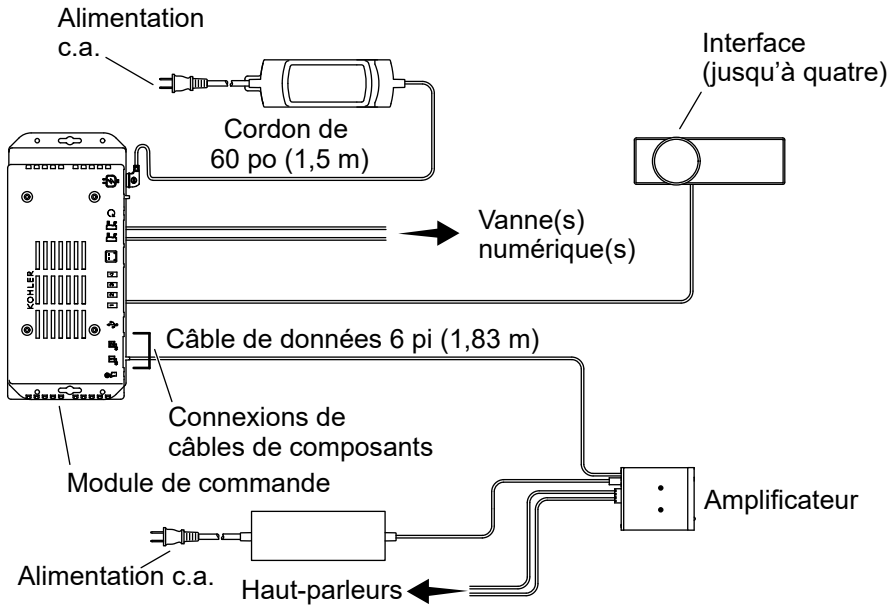 Alimentation
c.a.
Interface
(jusqu'à quatre)
Cordon de
60 po (1,5 m)
Vanne(s)
numérique(s)
KOHLER
Câble de données 6 pi (1,83 m)
Connexions de
câbles de composants
Module de commande
Amplificateur
Alimentation c.a.
Haut-parleurs